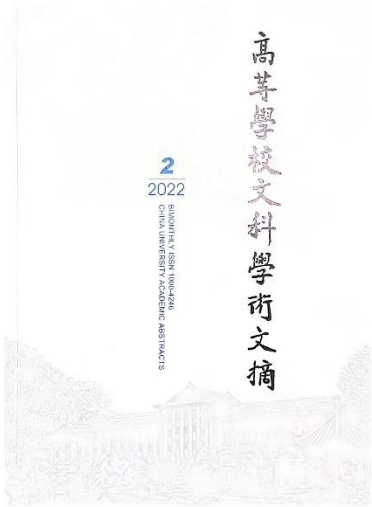 高等學校文科學術文摘
2
2022
BIMONTHLY ISSN 1000-4246
CHINA UNIVERSITY ACADEMIC ABSTRACTS